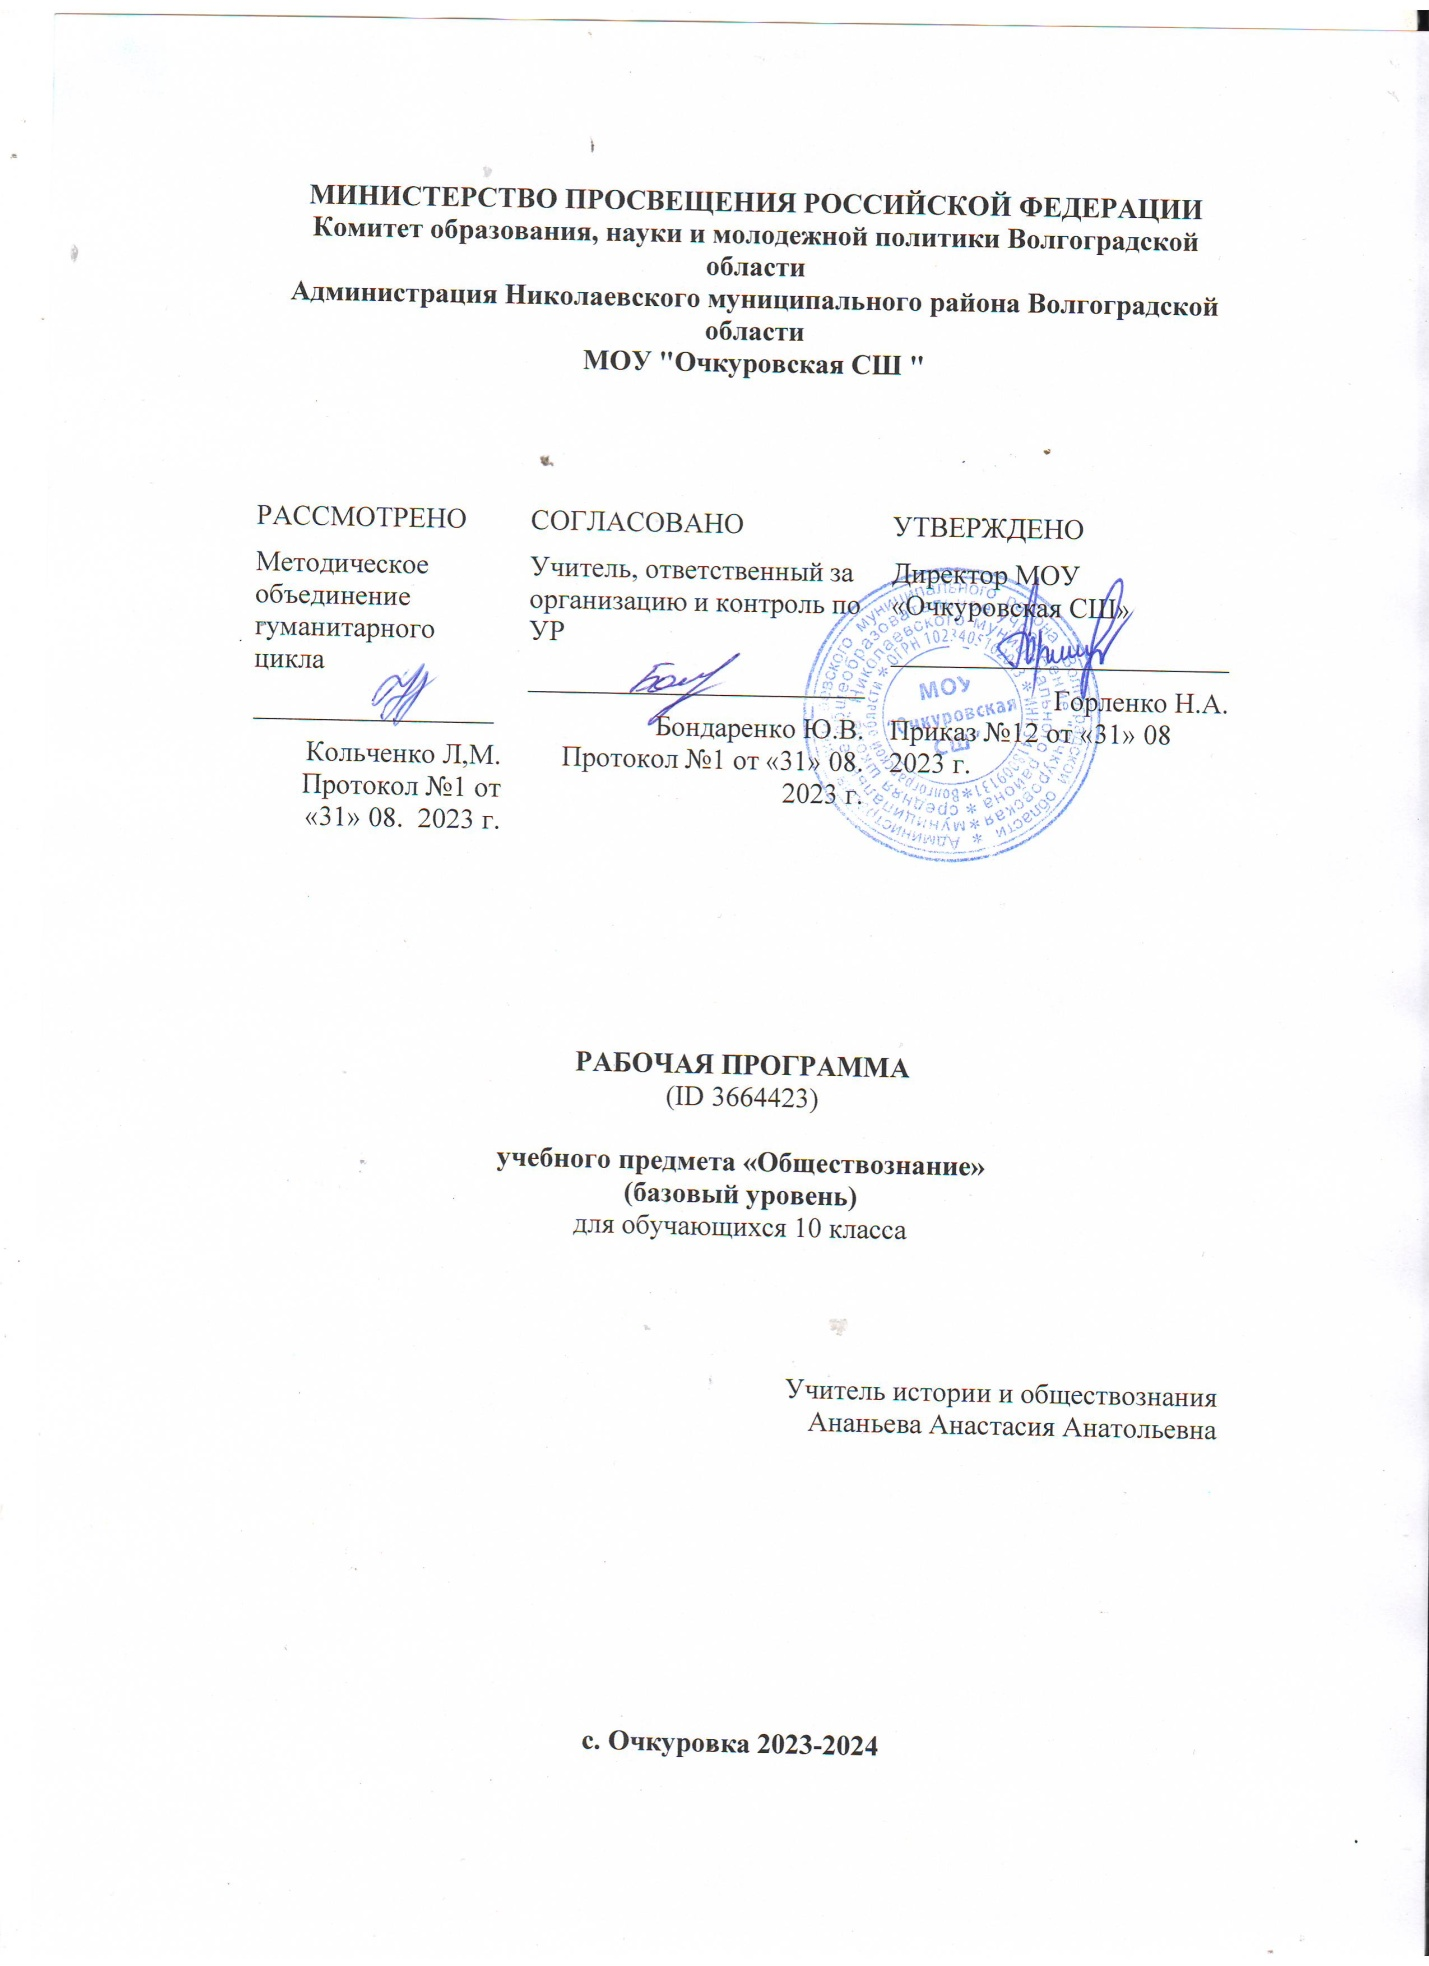 МИНИСТЕРСТВО ПРОСВЕЩЕНИЯ РОССИЙСКОЙ ФЕДЕРАЦИИ
Комитет образования, науки и молодежной политики Волгоградской
области
Администрация Николаевского муниципального района Волгоградской
области
МОУ "Очкуровская СШ "
РАССМОТРЕНО
Методическое
объединение
гуманитарного
цикла
Кольченко Л,М.
Протокол №1 от
«31» 08.  2023 г.
СОГЛАСОВАНО
Учитель, ответственный за
организацию и контроль по
УР
Бондаренко Ю.В.
Протокол №1 от «31» 08.
2023 г.
УТВЕРЖДЕНО
Директор МОУ
«Очкуровская СШ»
Горленко Н.А.
Приказ №12 от «31» 08
2023 г.
МОУ
"Очкуровская
СШ"
РАБОЧАЯ ПРОГРАММА
(ID 3664423)
учебного предмета «Обществознание»
(базовый уровень)
для обучающихся 10 класса
Учитель истории и обществознания
Ананьева Анастасия Анатольевна
с. Очкуровка 2023-2024